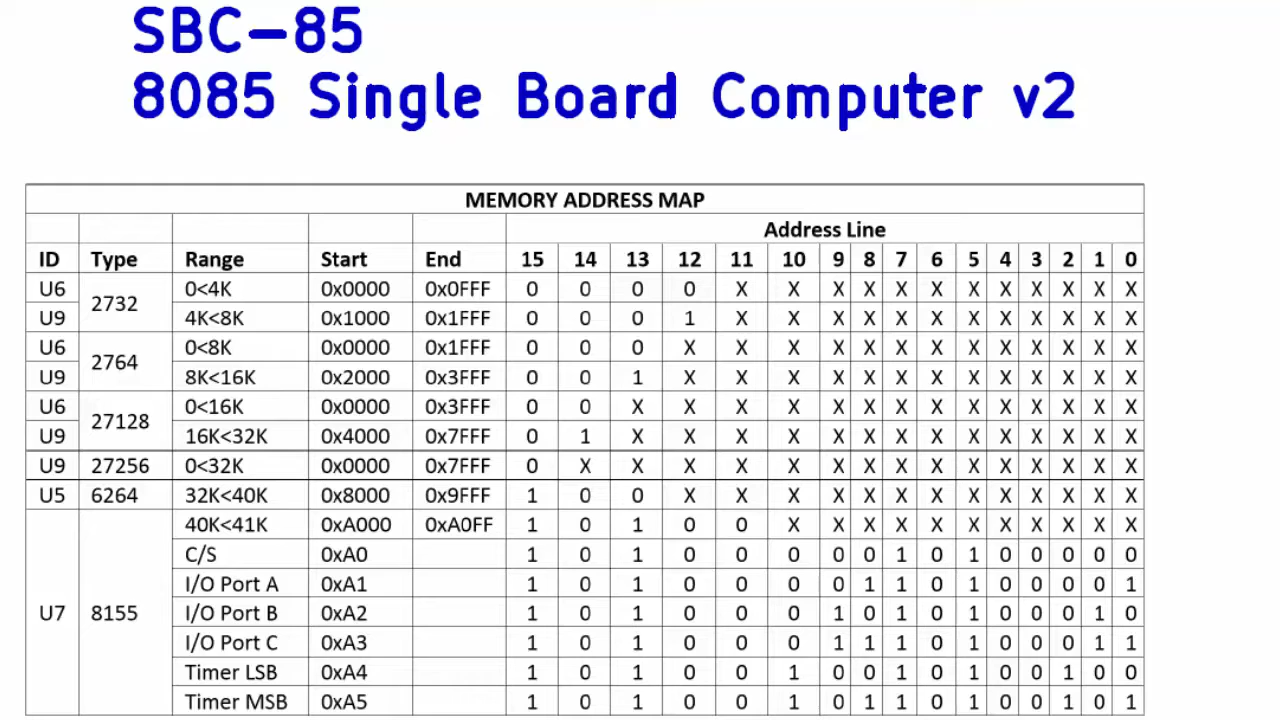 SBC-85
8085 Single Board Computer v2
MEMORY ADDRESS MAP
Address Line
ID Type Range Start End 15 14 13 12 11 10 9 8 7 6 5 4 3 2 1 0
U6 2732 0<4K 0x0000 0x0FFF 0 0 0 0 X X X X X X X X X X X X
U9 4K<8K 0x1000 0x1FFF 0 0 0 1 X X X X X X X X X X X X
U6 2764 0<8K 0x0000 0x1FFF 0 0 0 X X X X X X X X X X X X X
U9 8K<16K 0x2000 0x3FFF 0 0 1 X X X X X X X X X X X X X
U6 27128 0<16K 0x0000 0x3FFF 0 0 X X X X X X X X X X X X X X
U9 16K<32K 0x4000 0x7FFF 0 1 X X X X X X X X X X X X X X
U9 27256 0<32K 0x0000 0x7FFF 0 X X X X X X X X X X X X X X X
U5 6264 32K<40K 0x8000 0x9FFF 1 0 0 X X X X X X X X X X X X X
U7 8155 40K<41K 0xA000 0xA0FF 1 0 1 0 0 X X X X X X X X X X X
C/S 0xA0 1 0 1 0 0 0 0 0 1 0 1 0 0 0 0 0
I/O Port A 0xA1 1 0 1 0 0 0 0 1 1 0 1 0 0 0 0 1
I/O Port B 0xA2 1 0 1 0 0 0 1 0 1 0 1 0 0 0 1 0
I/O Port C 0xA3 1 0 1 0 0 0 1 1 1 0 1 0 0 0 1 1
Timer LSB 0xA4 1 0 1 0 0 1 0 0 1 0 1 0 0 1 0 0
Timer MSB 0xA5 1 0 1 0 0 1 0 1 1 0 1 0 0 1 0 1